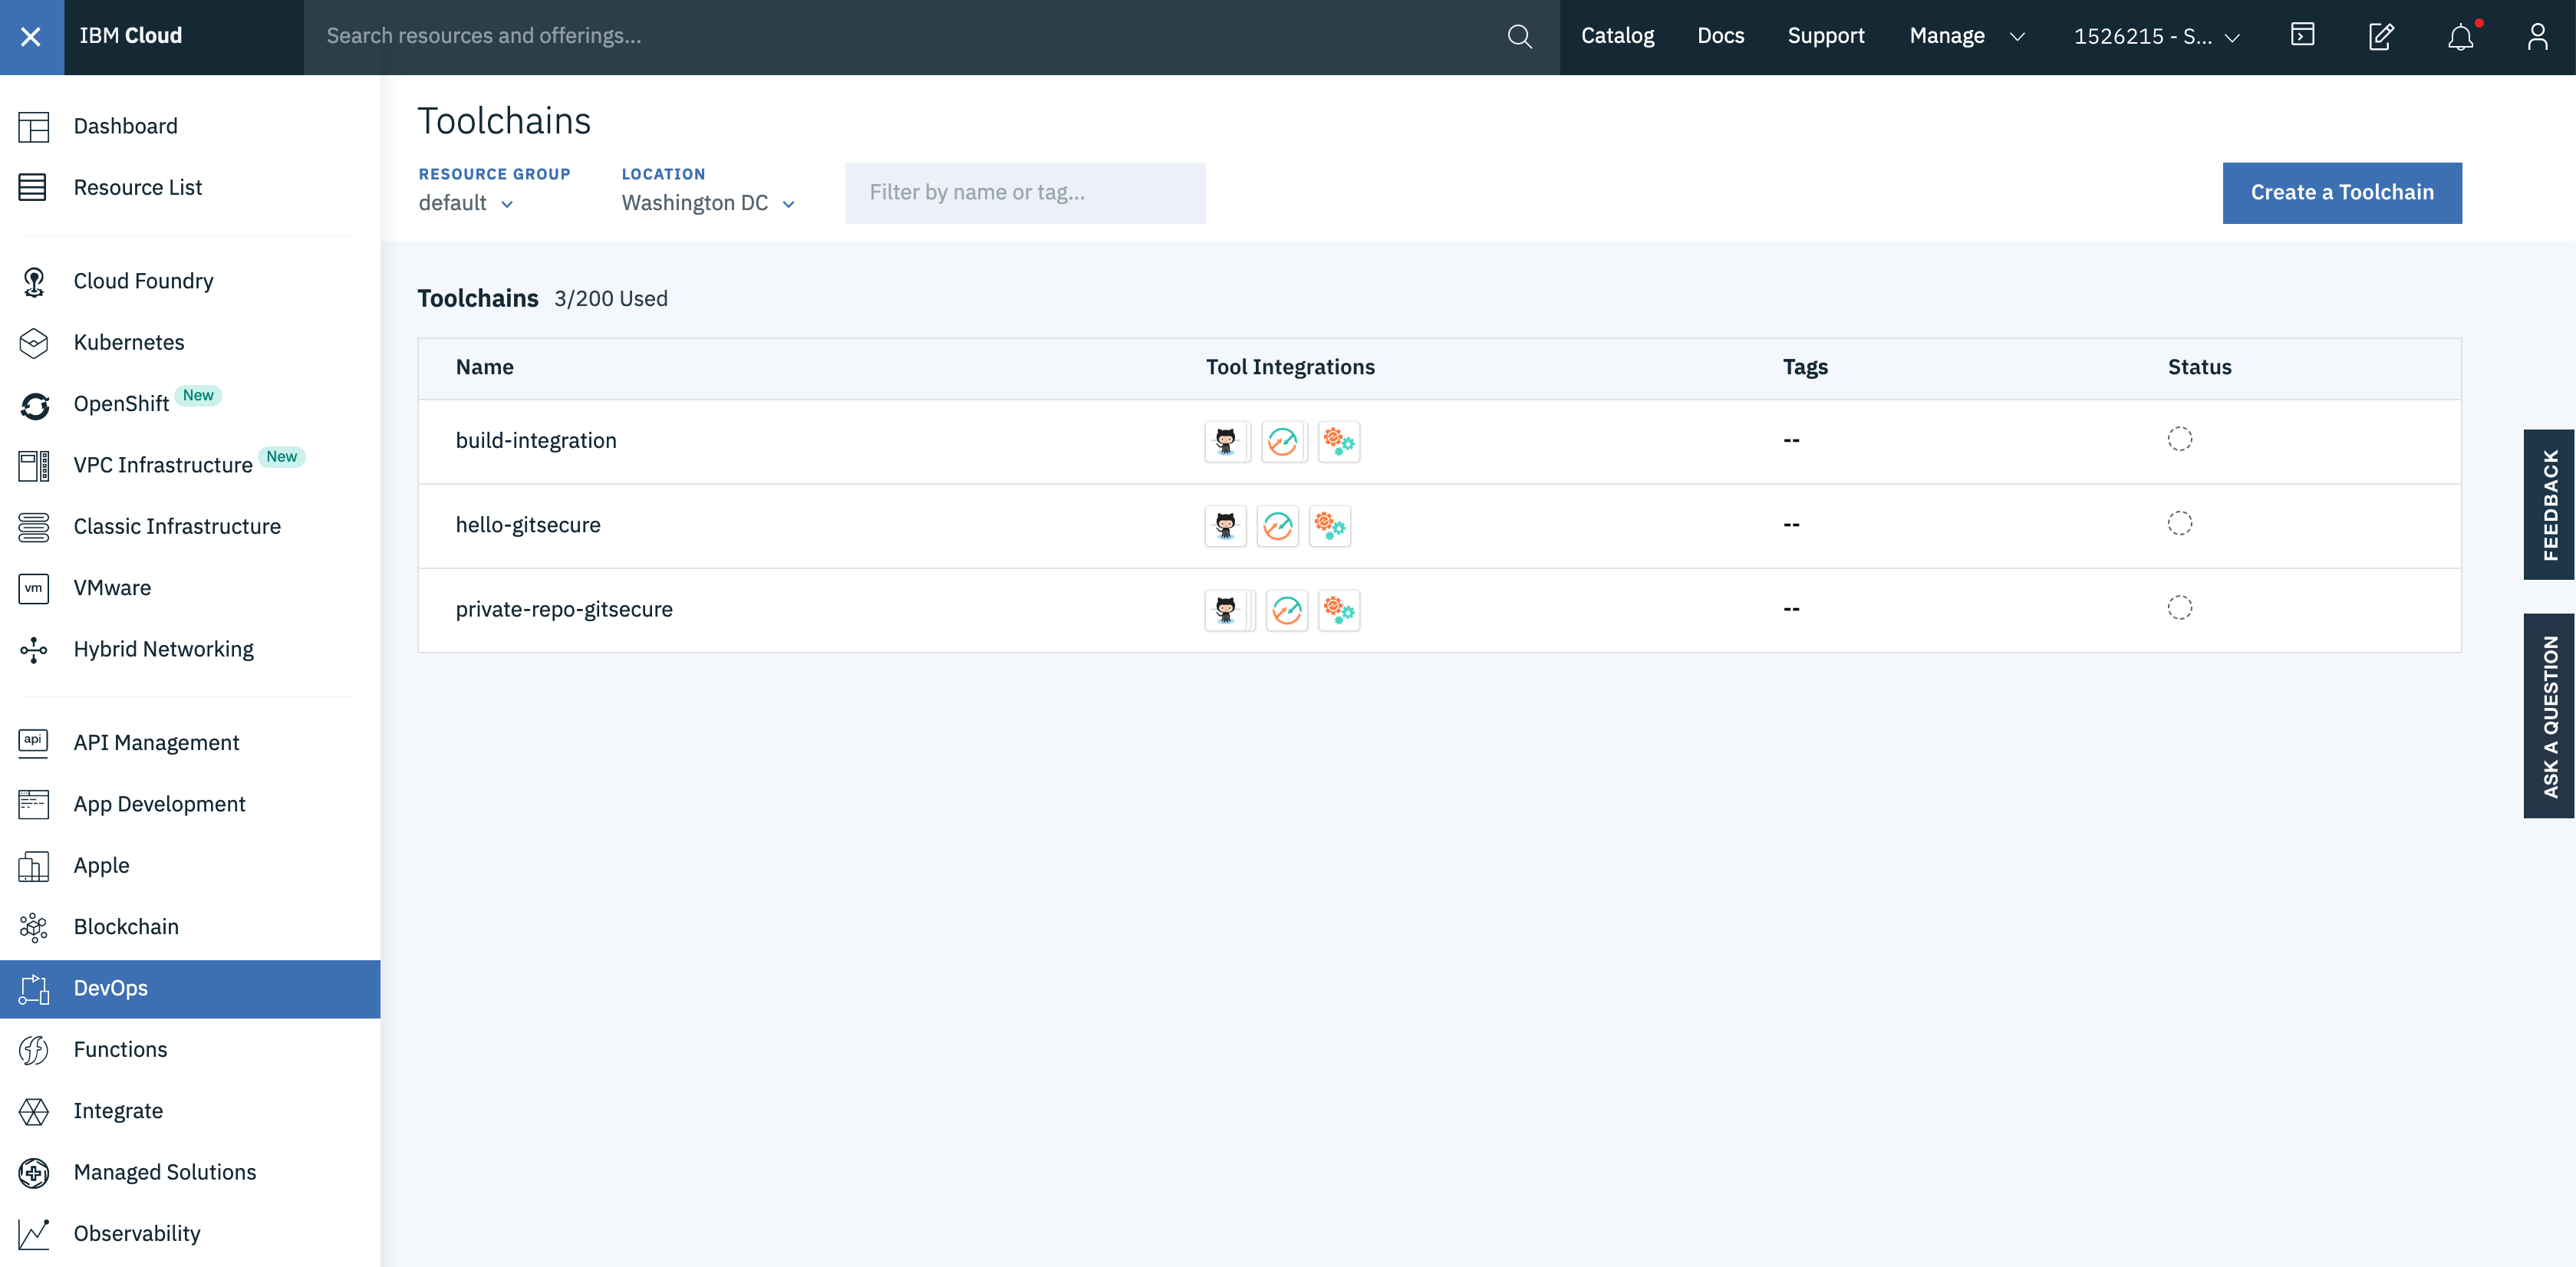 IBM Cloud
Search resources and offerings...
Catalog
Docs
Support
Manage
1526215 - S...
Dashboard
Resource List
Cloud Foundry
Kubernetes
OpenShift New
VPC Infrastructure New
Classic Infrastructure
vm
VMware
Hybrid Networking
api
API Management
App Development
Apple
Blockchain
DevOps
Functions
Integrate
Managed Solutions
Observability
Toolchains
RESOURCE GROUP
default
LOCATION
Washington DC
Filter by name or tag...
Create a Toolchain
Toolchains 3/200 Used
Name Tool Integrations Tags Status
build-integration --
hello-gitsecure --
private-repo-gitsecure --
FEEDBACK
ASK A QUESTION